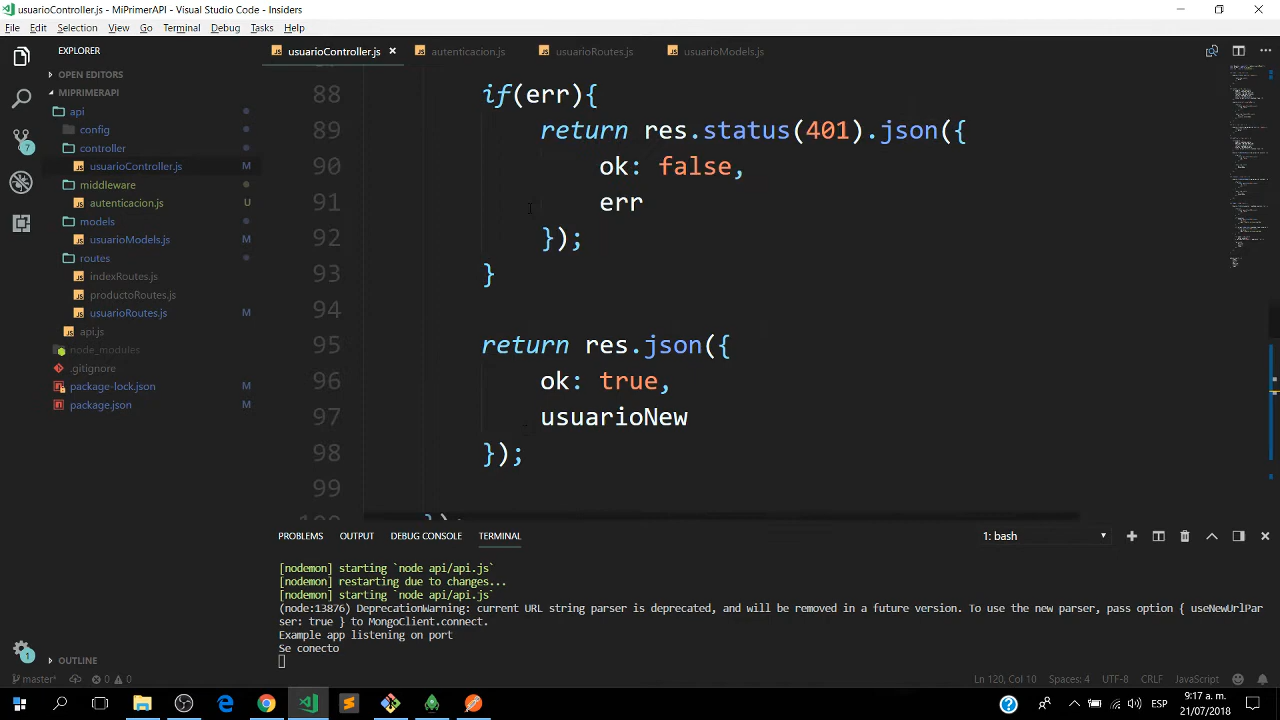 usuarioController.js - MiPrimerAPI - Visual Studio Code - Insiders
File Edit Selection View Go Terminal Debug Tasks Help
EXPLORER
OPEN EDITORS
MIPRIMERAPI
api
config
controller
usuarioController.js M
middleware
autenticacion.js U
models
usuarioModels.js M
routes
indexRoutes.js
productoRoutes.js
usuarioRoutes.js M
api.js
node_modules
.gitignore
package-lock.json M
package.json M
OUTLINE
usuarioController.js autenticacion.js usuarioRoutes.js usuarioModels.js
88 if(err){
89 return res.status(401).json({
90 ok: false,
91 err
92 });
93 }
94
95 return res.json({
96 ok: true,
97 usuarioNew
98 });
99
PROBLEMS OUTPUT DEBUG CONSOLE TERMINAL 1: bash
[nodemon] starting `node api/api.js`
[nodemon] restarting due to changes...
[nodemon] starting `node api/api.js`
(node:13876) DeprecationWarning: current URL string parser is deprecated, and will be removed in a future version. To use the new parser, pass option { useNewUrlPar
ser: true } to MongoClient.connect.
Example app listening on port
Se conecto
master* 0 0 Ln 120, Col 10 Spaces: 4 UTF-8 CRLF JavaScript
ESP
9:17 a. m.
21/07/2018